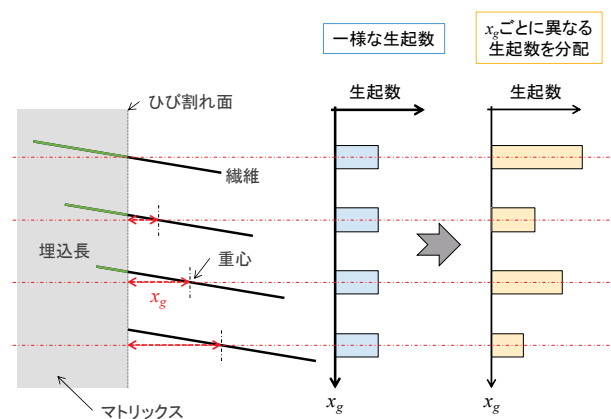 一様な生起数
xgごとに異なる
生起数を分配
生起数
生起数
ひび割れ面
繊維
埋込長
重心
xg
マトリックス
xg
xg